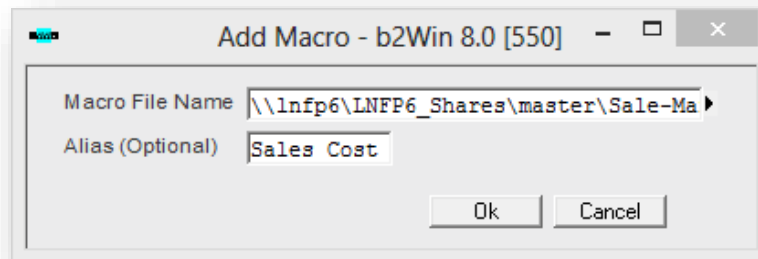 Add Macro - b2Win 8.0 [550]
Macro File Name \\lnfp6\LNFP6_Shares\master\Sale-Ma
Alias (Optional) Sales Cost
Ok Cancel